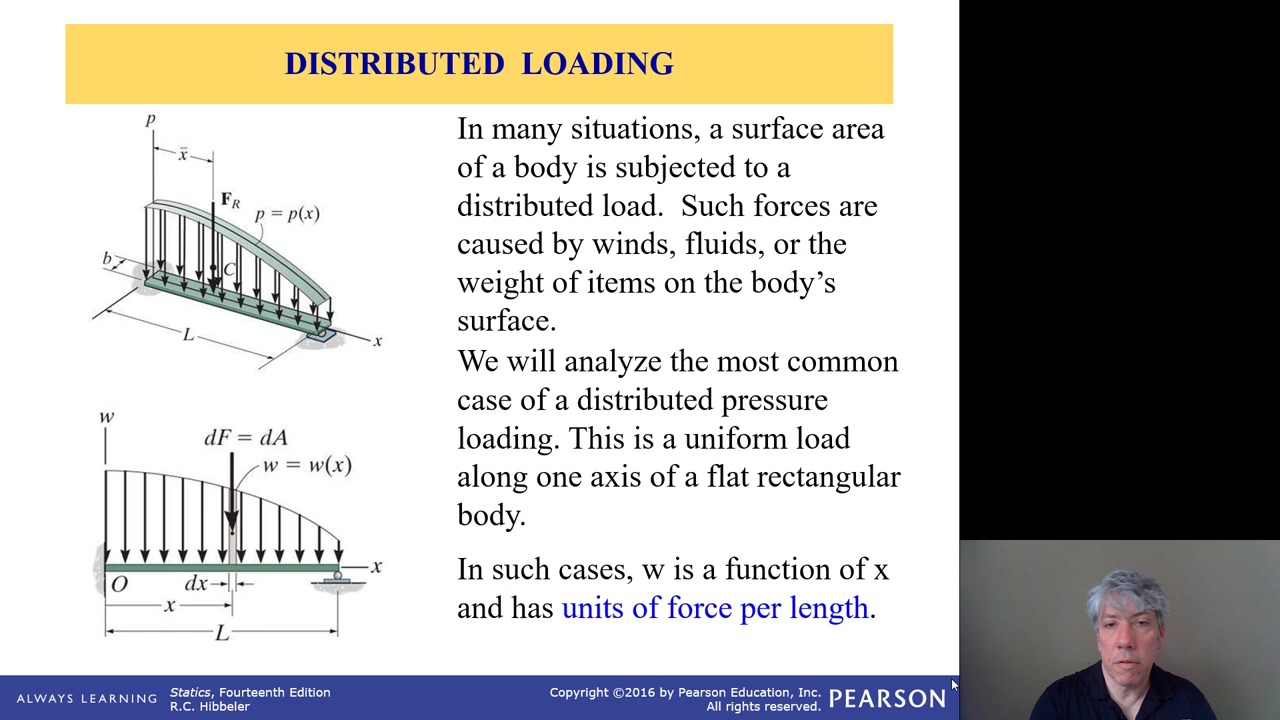 DISTRIBUTED LOADING
p
x̄
F_R
p = p(x)
b
C
L
x
w
dF = dA
w = w(x)
x
O
dx
x
L
In many situations, a surface area
of a body is subjected to a
distributed load. Such forces are
caused by winds, fluids, or the
weight of items on the body’s
surface.
We will analyze the most common
case of a distributed pressure
loading. This is a uniform load
along one axis of a flat rectangular
body.
In such cases, w is a function of x
and has units of force per length.
ALWAYS LEARNING
Statics, Fourteenth Edition
R.C. Hibbeler
Copyright ©2016 by Pearson Education, Inc.
All rights reserved.
PEARSON